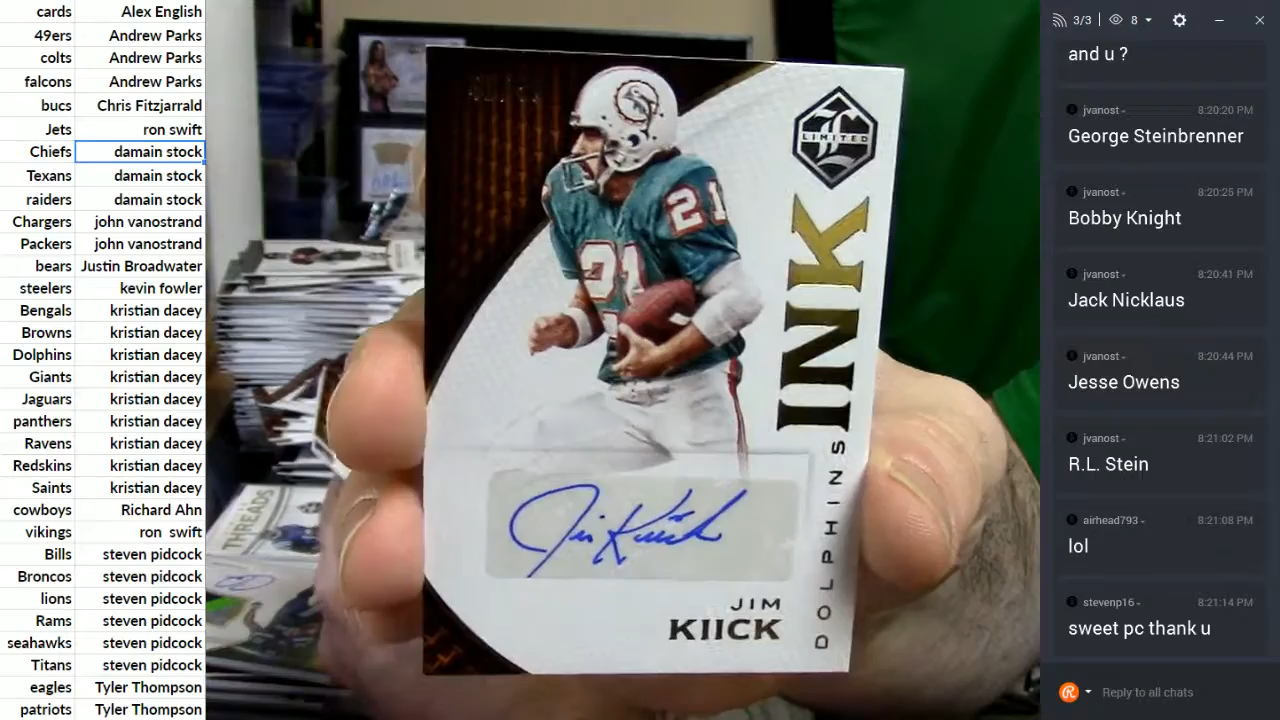 cards Alex English
49ers Andrew Parks
colts Andrew Parks
falcons Andrew Parks
bucs Chris Fitzjarrald
Jets ron swift
Chiefs damain stock
Texans damain stock
raiders damain stock
Chargers john vanostrand
Packers john vanostrand
bears Justin Broadwater
steelers kevin fowler
Bengals kristian dacey
Browns kristian dacey
Dolphins kristian dacey
Giants kristian dacey
Jaguars kristian dacey
panthers kristian dacey
Ravens kristian dacey
Redskins kristian dacey
Saints kristian dacey
cowboys Richard Ahn
vikings ron swift
Bills steven pidcock
Broncos steven pidcock
lions steven pidcock
Rams steven pidcock
seahawks steven pidcock
Titans steven pidcock
eagles Tyler Thompson
patriots Tyler Thompson
LIMITED
INK
DOLPHINS
21
21
Jim Kiick
JIM
KIICK
THREADS
3/3 8
and u ?
jvanost 8:20:20 PM
George Steinbrenner
jvanost 8:20:25 PM
Bobby Knight
jvanost 8:20:41 PM
Jack Nicklaus
jvanost 8:20:44 PM
Jesse Owens
jvanost 8:21:02 PM
R.L. Stein
airhead793 8:21:08 PM
lol
stevenp16 8:21:14 PM
sweet pc thank u
Reply to all chats